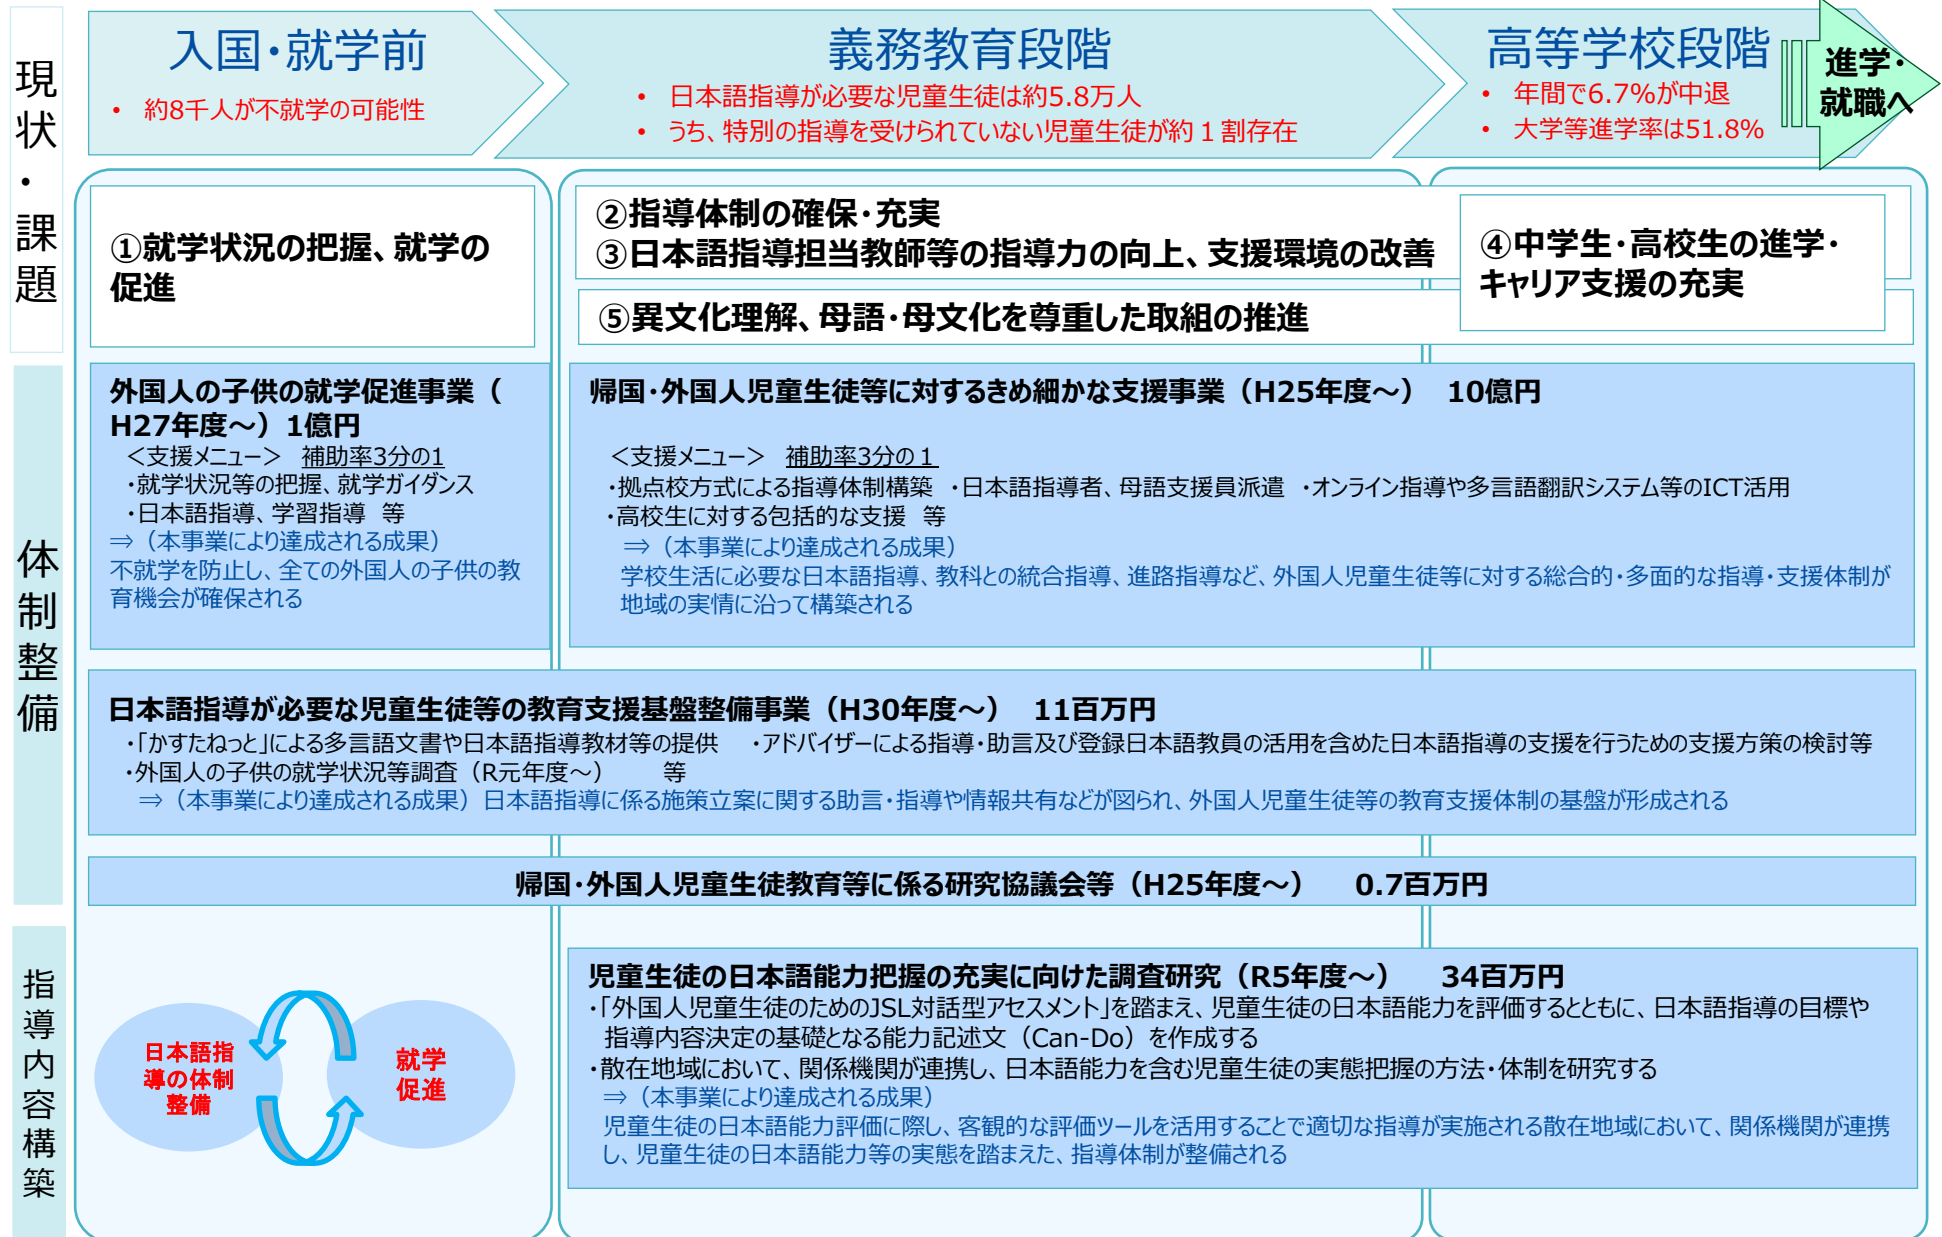 現状・課題
入国・就学前
• 約8千人が不就学の可能性
義務教育段階
• 日本語指導が必要な児童生徒は約5.8万人
• うち、特別の指導を受けられていない児童生徒が約１割存在
高等学校段階
• 年間で6.7%が中退
• 大学等進学率は51.8%
進学・
就職へ
①就学状況の把握、就学の
促進
②指導体制の確保・充実
③日本語指導担当教師等の指導力の向上、支援環境の改善
④中学生・高校生の進学・
キャリア支援の充実
⑤異文化理解、母語・母文化を尊重した取組の推進
体制整備
外国人の子供の就学促進事業（
H27年度～）1億円
＜支援メニュー＞ 補助率3分の1
・就学状況等の把握、就学ガイダンス
・日本語指導、学習指導 等
⇒（本事業により達成される成果）
不就学を防止し、全ての外国人の子供の教
育機会が確保される
帰国・外国人児童生徒等に対するきめ細かな支援事業（H25年度～） 10億円
＜支援メニュー＞ 補助率3分の１
・拠点校方式による指導体制構築 ・日本語指導者、母語支援員派遣 ・オンライン指導や多言語翻訳システム等のICT活用
・高校生に対する包括的な支援 等
⇒（本事業により達成される成果）
学校生活に必要な日本語指導、教科との統合指導、進路指導など、外国人児童生徒等に対する総合的・多面的な指導・支援体制が
地域の実情に沿って構築される
日本語指導が必要な児童生徒等の教育支援基盤整備事業（H30年度～） 11百万円
・「かすたねっと」による多言語文書や日本語指導教材等の提供 ・アドバイザーによる指導・助言及び登録日本語教員の活用を含めた日本語指導の支援を行うための支援方策の検討等
・外国人の子供の就学状況等調査（R元年度～） 等
⇒（本事業により達成される成果）日本語指導に係る施策立案に関する助言・指導や情報共有などが図られ、外国人児童生徒等の教育支援体制の基盤が形成される
帰国・外国人児童生徒教育等に係る研究協議会等（H25年度～） 0.7百万円
指導内容構築
日本語指
導の体制
整備
就学
促進
児童生徒の日本語能力把握の充実に向けた調査研究（R5年度～） 34百万円
・「外国人児童生徒のためのJSL対話型アセスメント」を踏まえ、児童生徒の日本語能力を評価するとともに、日本語指導の目標や
指導内容決定の基礎となる能力記述文（Can-Do）を作成する
・散在地域において、関係機関が連携し、日本語能力を含む児童生徒の実態把握の方法・体制を研究する
⇒（本事業により達成される成果）
児童生徒の日本語能力評価に際し、客観的な評価ツールを活用することで適切な指導が実施される散在地域において、関係機関が連携
し、児童生徒の日本語能力等の実態を踏まえた、指導体制が整備される